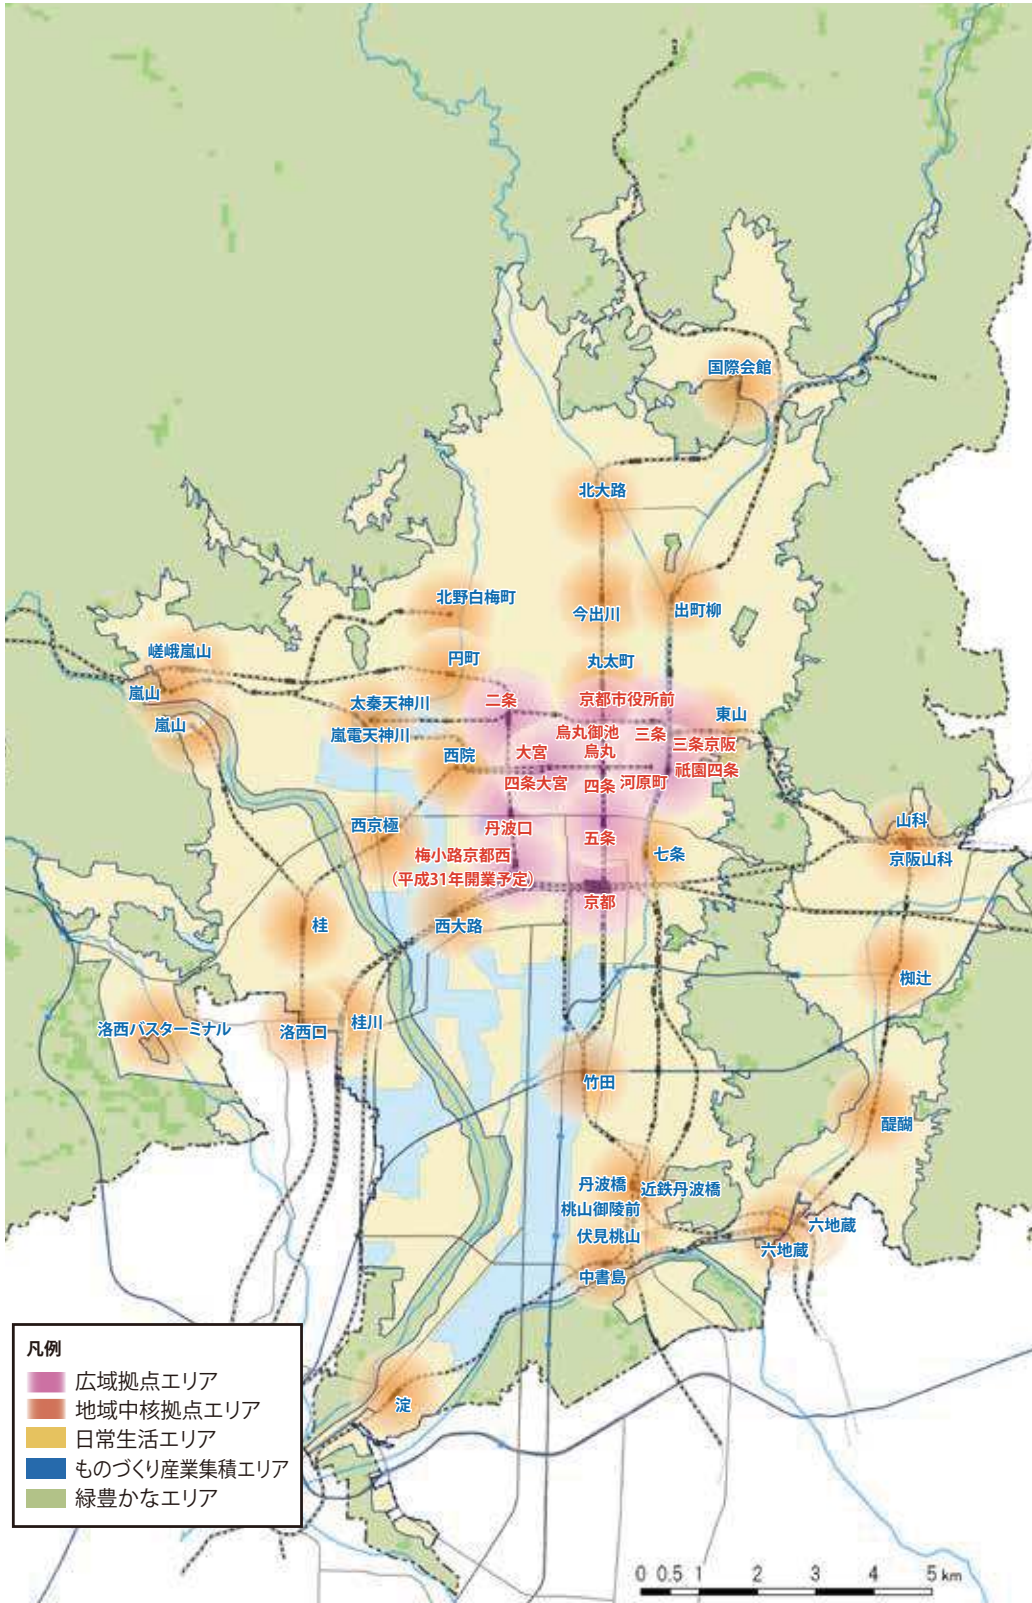 国際会館
北大路
北野白梅町
今出川
出町柳
嵯峨嵐山
円町
丸太町
嵐山
太秦天神川
二条
京都市役所前
東山
嵐山
嵐電天神川
烏丸御池
三条
三条京阪
西院
大宮
烏丸
祇園四条
四条大宮
四条
河原町
西京極
丹波口
五条
山科
梅小路京都西
(平成31年開業予定)
七条
京阪山科
京都
桂
西大路
椥辻
洛西バスターミナル
洛西口
桂川
竹田
醍醐
丹波橋
近鉄丹波橋
桃山御陵前
六地蔵
伏見桃山
六地蔵
中書島
淀
凡例
広域拠点エリア
地域中核拠点エリア
日常生活エリア
ものづくり産業集積エリア
緑豊かなエリア
0 0.5 1 2 3 4 5 km